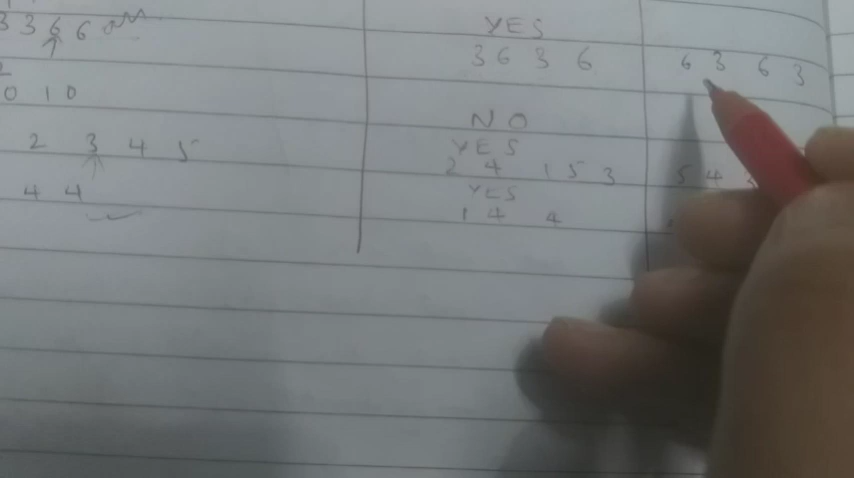 3 3 6 6
YES
3 6 3 6
6 3 6 3
2
0 1 0
NO
2 3 4 5
YES
2 4 1 5 3
5 4
4 4
YES
1 4 4